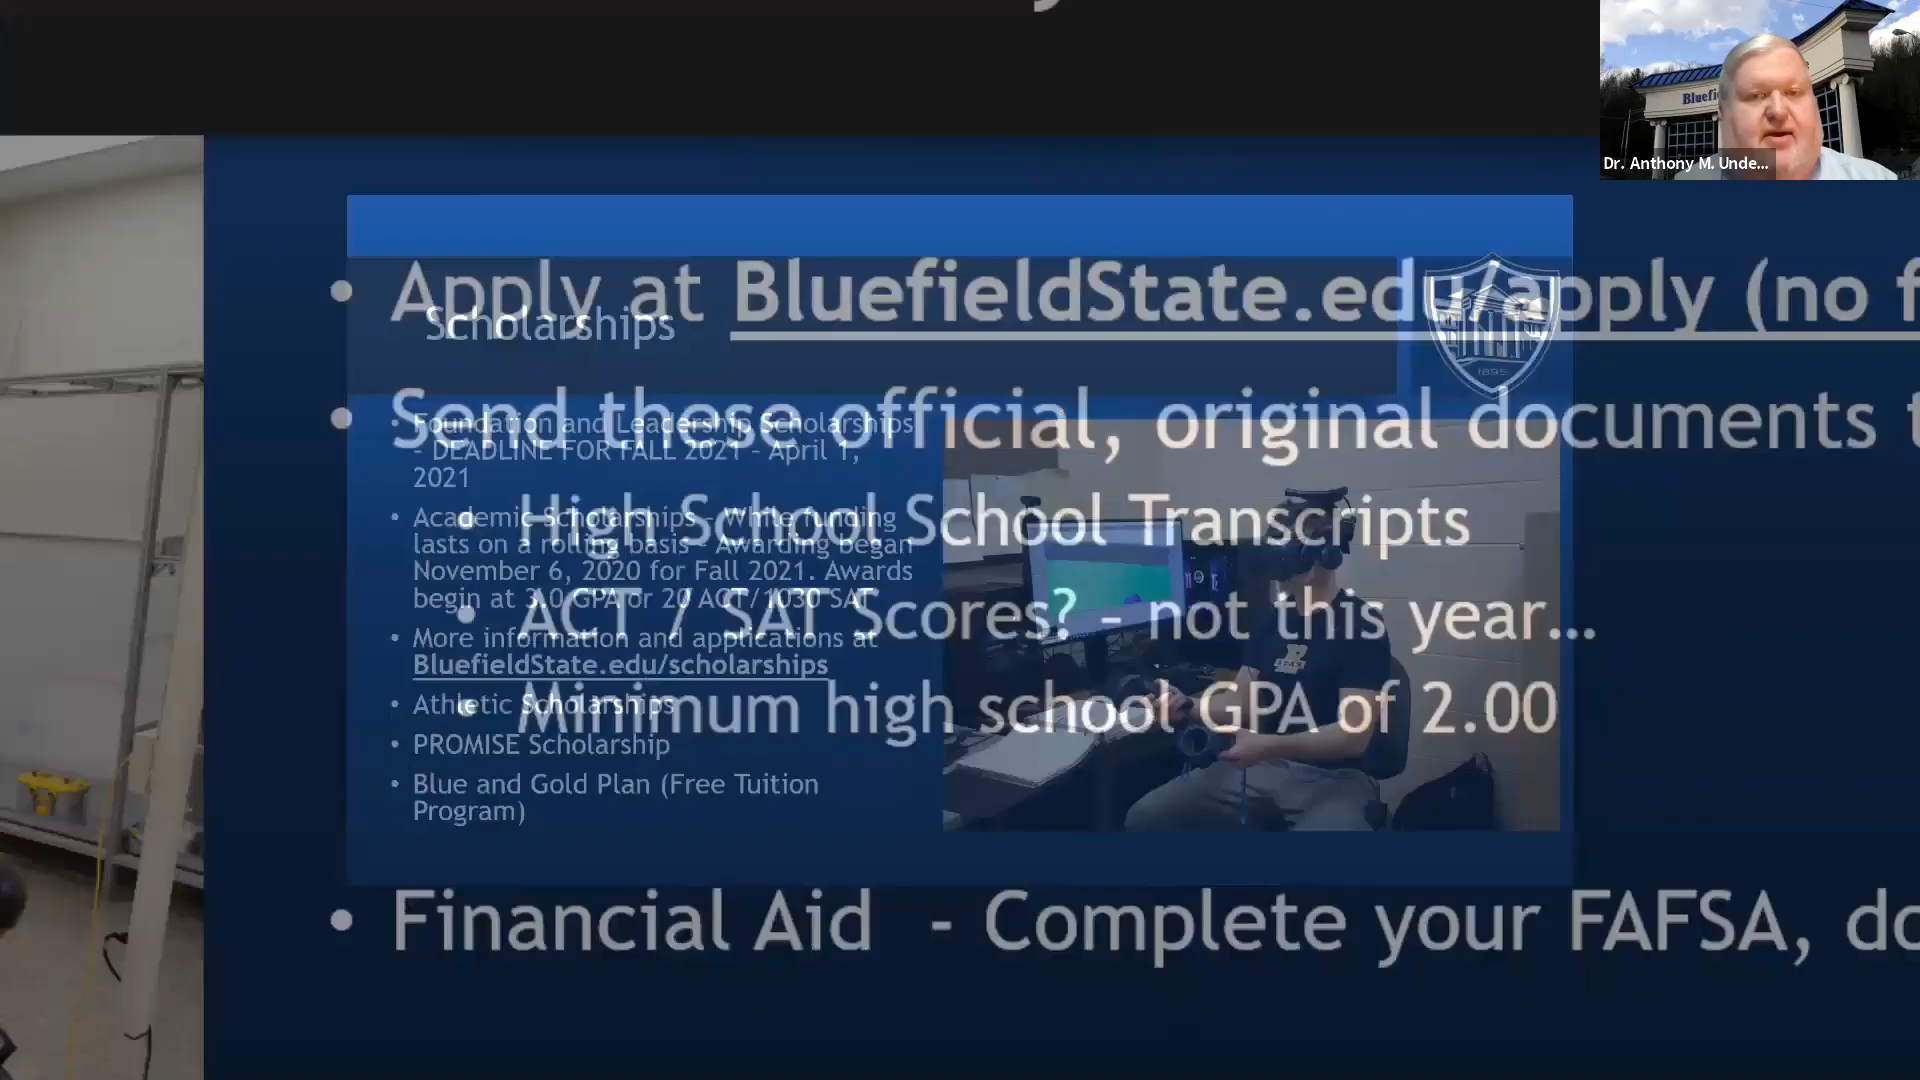 Bluefi
Dr. Anthony M. Unde...
• Apply at BluefieldState.edu/apply (no f
• Send these official, original documents t
• High School School Transcripts
• ACT / SAT Scores? - not this year...
• Minimum high school GPA of 2.00
• Financial Aid - Complete your FAFSA, do
Scholarships
1895
• Foundation and Leadership Scholarships
- DEADLINE FOR FALL 2021 – April 1,
2021
• Academic Scholarships – While funding
lasts on a rolling basis – Awarding began
November 6, 2020 for Fall 2021. Awards
begin at 3.0 GPA or 20 ACT/1030 SAT
• More information and applications at
BluefieldState.edu/scholarships
• Athletic Scholarships
• PROMISE Scholarship
• Blue and Gold Plan (Free Tuition
Program)